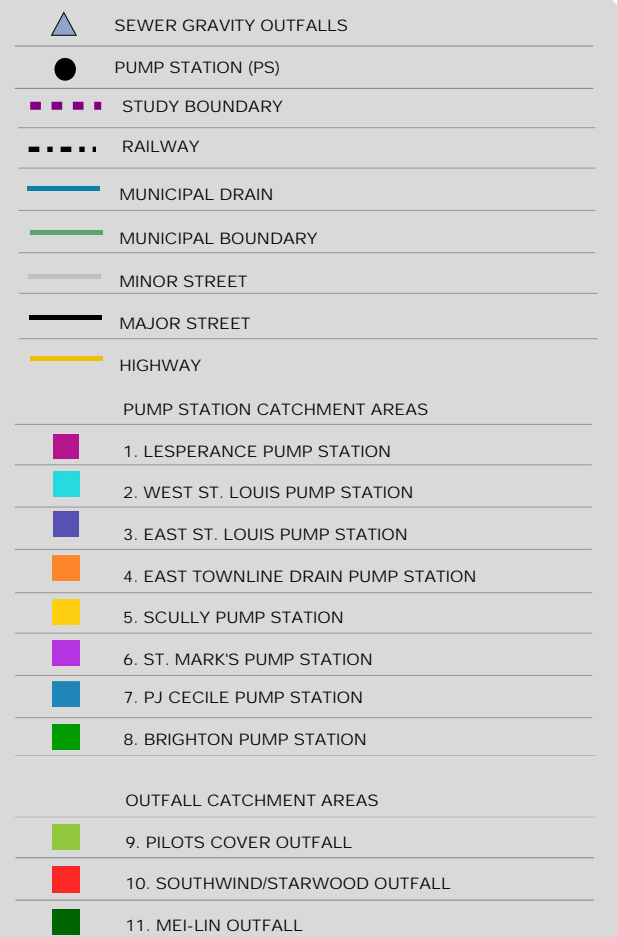 SEWER GRAVITY OUTFALLS
PUMP STATION (PS)
STUDY BOUNDARY
RAILWAY
MUNICIPAL DRAIN
MUNICIPAL BOUNDARY
MINOR STREET
MAJOR STREET
HIGHWAY
PUMP STATION CATCHMENT AREAS
1. LESPERANCE PUMP STATION
2. WEST ST. LOUIS PUMP STATION
3. EAST ST. LOUIS PUMP STATION
4. EAST TOWNLINE DRAIN PUMP STATION
5. SCULLY PUMP STATION
6. ST. MARK'S PUMP STATION
7. PJ CECILE PUMP STATION
8. BRIGHTON PUMP STATION
OUTFALL CATCHMENT AREAS
9. PILOTS COVER OUTFALL
10. SOUTHWIND/STARWOOD OUTFALL
11. MEI-LIN OUTFALL